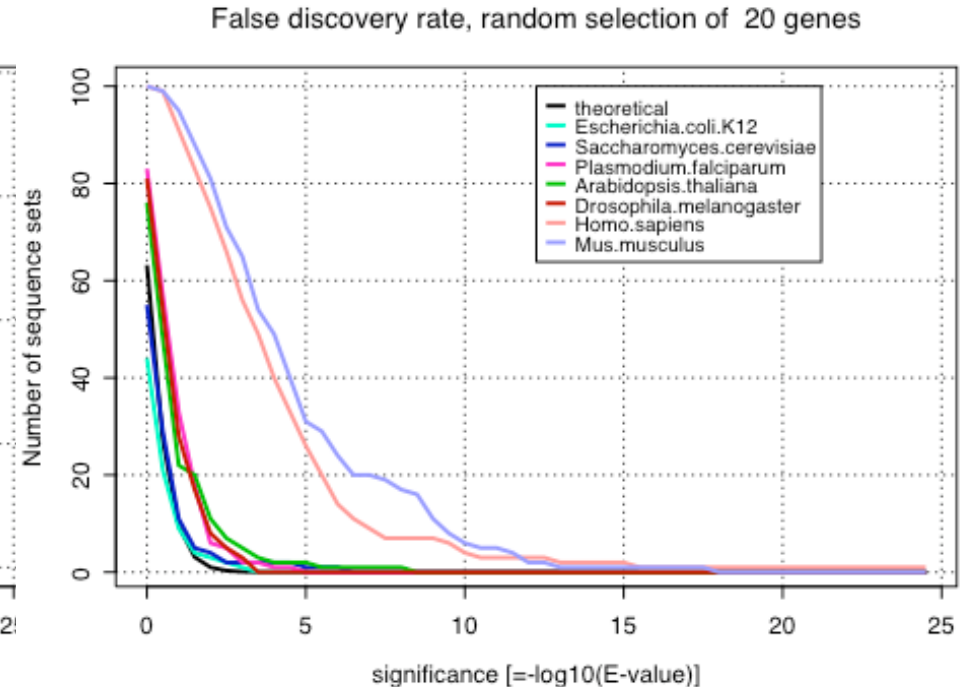 False discovery rate, random selection of 20 genes
Number of sequence sets
100
80
60
40
20
0
theoretical
Escherichia.coli.K12
Saccharomyces.cerevisiae
Plasmodium.falciparum
Arabidopsis.thaliana
Drosophila.melanogaster
Homo.sapiens
Mus.musculus
0 5 10 15 20 25
significance [=-log10(E-value)]